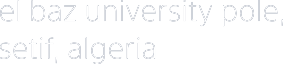 el baz university pole,
setif, algeria